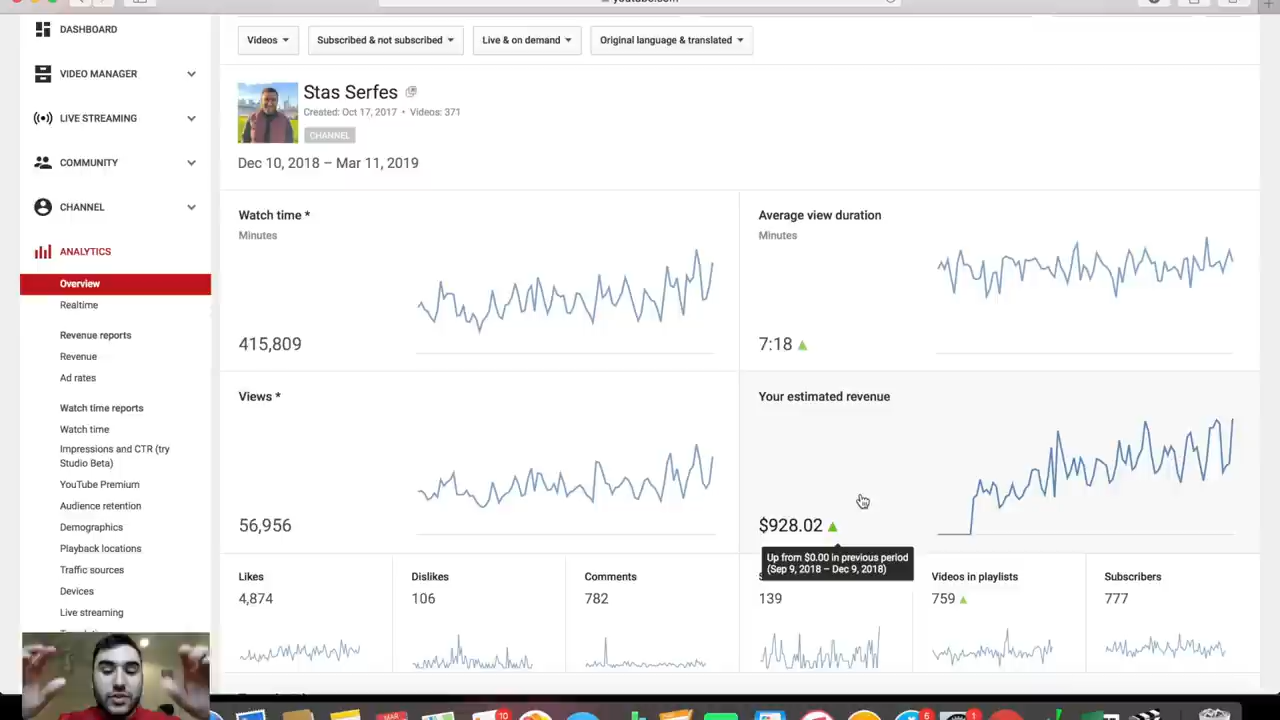 DASHBOARD
VIDEO MANAGER
LIVE STREAMING
COMMUNITY
CHANNEL
ANALYTICS
Overview
Realtime
Revenue reports
Revenue
Ad rates
Watch time reports
Watch time
Impressions and CTR (try
Studio Beta)
YouTube Premium
Audience retention
Demographics
Playback locations
Traffic sources
Devices
Live streaming
Videos
Subscribed & not subscribed
Live & on demand
Original language & translated
Stas Serfes
Created: Oct 17, 2017 • Videos: 371
CHANNEL
Dec 10, 2018 – Mar 11, 2019
Watch time *
Minutes
415,809
Average view duration
Minutes
7:18
Views *
56,956
Your estimated revenue
$928.02
Up from $0.00 in previous period
(Sep 9, 2018 – Dec 9, 2018)
Likes
4,874
Dislikes
106
Comments
782
139
Videos in playlists
759
Subscribers
777
MAR
10
6
1